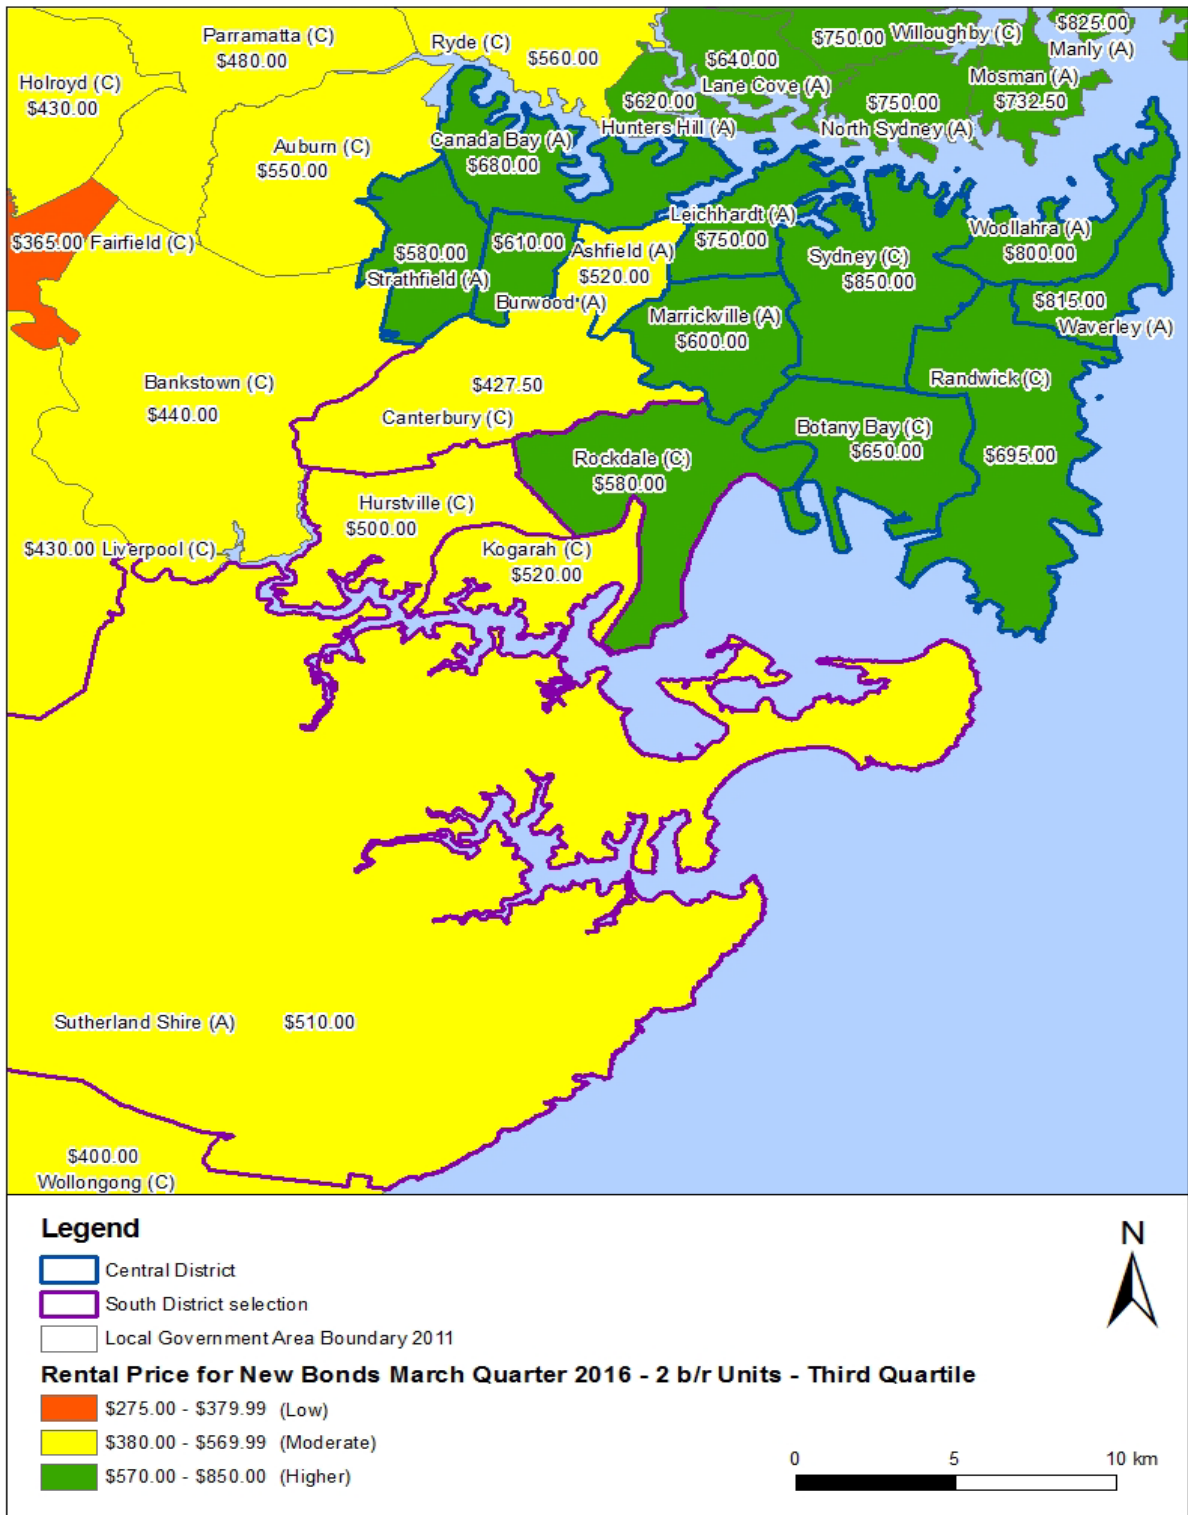 Parramatta (C)
$480.00
Ryde (C)
$560.00
$750.00 Willoughby (C)
$825.00
Manly (A)
Holroyd (C)
$430.00
$640.00
Lane Cove (A)
Mosman (A)
$732.50
$620.00
Hunters Hill (A)
$750.00
North Sydney (A)
Auburn (C)
$550.00
Canada Bay (A)
$680.00
$365.00 Fairfield (C)
$580.00
Strathfield (A)
$610.00
Burwood (A)
Ashfield (A)
$520.00
Leichhardt (A)
$750.00
Sydney (C)
$850.00
Woollahra (A)
$800.00
$815.00
Waverley (A)
Marrickville (A)
$600.00
Bankstown (C)
$440.00
$427.50
Canterbury (C)
Randwick (C)
$695.00
Botany Bay (C)
$650.00
Rockdale (C)
$580.00
Hurstville (C)
$500.00
Kogarah (C)
$520.00
$430.00 Liverpool (C)
Sutherland Shire (A) $510.00
$400.00
Wollongong (C)
Legend
Central District
South District selection
Local Government Area Boundary 2011
Rental Price for New Bonds March Quarter 2016 - 2 b/r Units - Third Quartile
$275.00 - $379.99 (Low)
$380.00 - $569.99 (Moderate)
$570.00 - $850.00 (Higher)
N
0 5 10 km